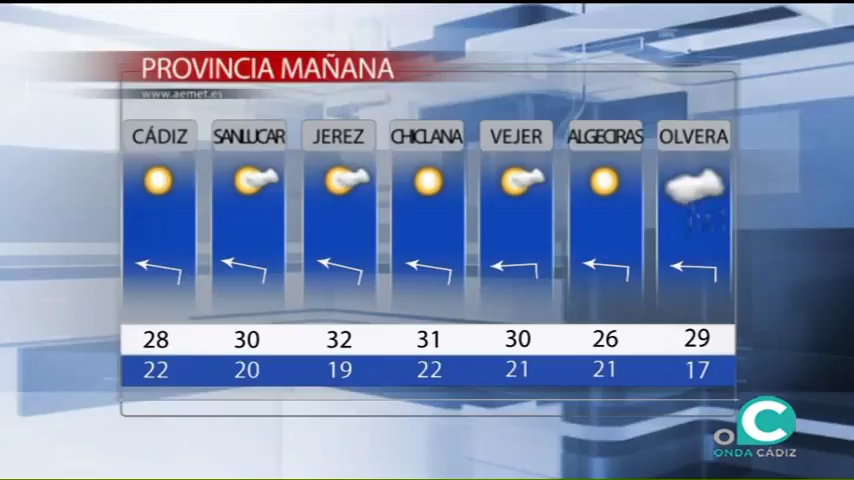 PROVINCIA MAÑANA
www.aemet.es
CÁDIZ SANLUCAR JEREZ CHICLANA VEJER ALGECIRAS OLVERA
28 30 32 31 30 26 29
22 20 19 22 21 21 17
O C
ONDA CÁDIZ